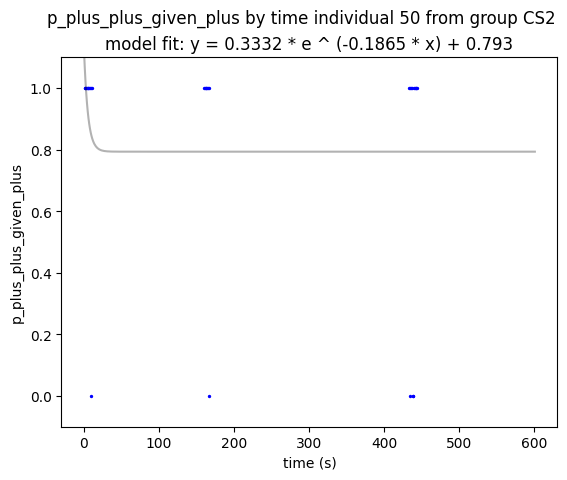 p_plus_plus_given_plus by time individual 50 from group CS2
model fit: y = 0.3332 * e ^ (-0.1865 * x) + 0.793
1.0
0.8
0.6
0.4
0.2
0.0
p_plus_plus_given_plus
0 100 200 300 400 500 600
time (s)